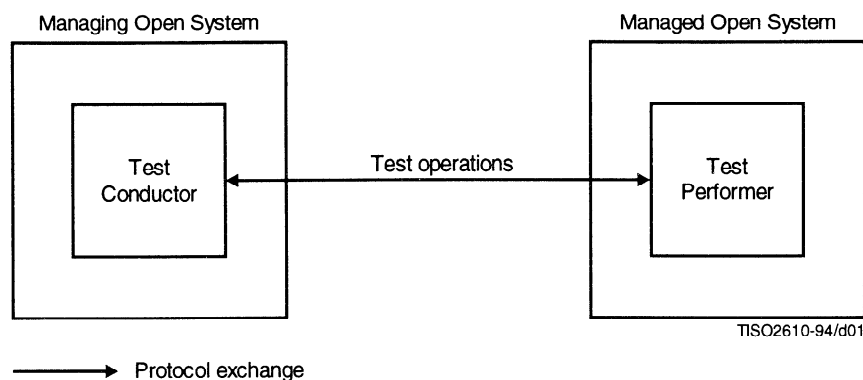 Managing Open System
Managed Open System
Test
Conductor
Test operations
Test
Performer
TISO2610-94/d01
Protocol exchange